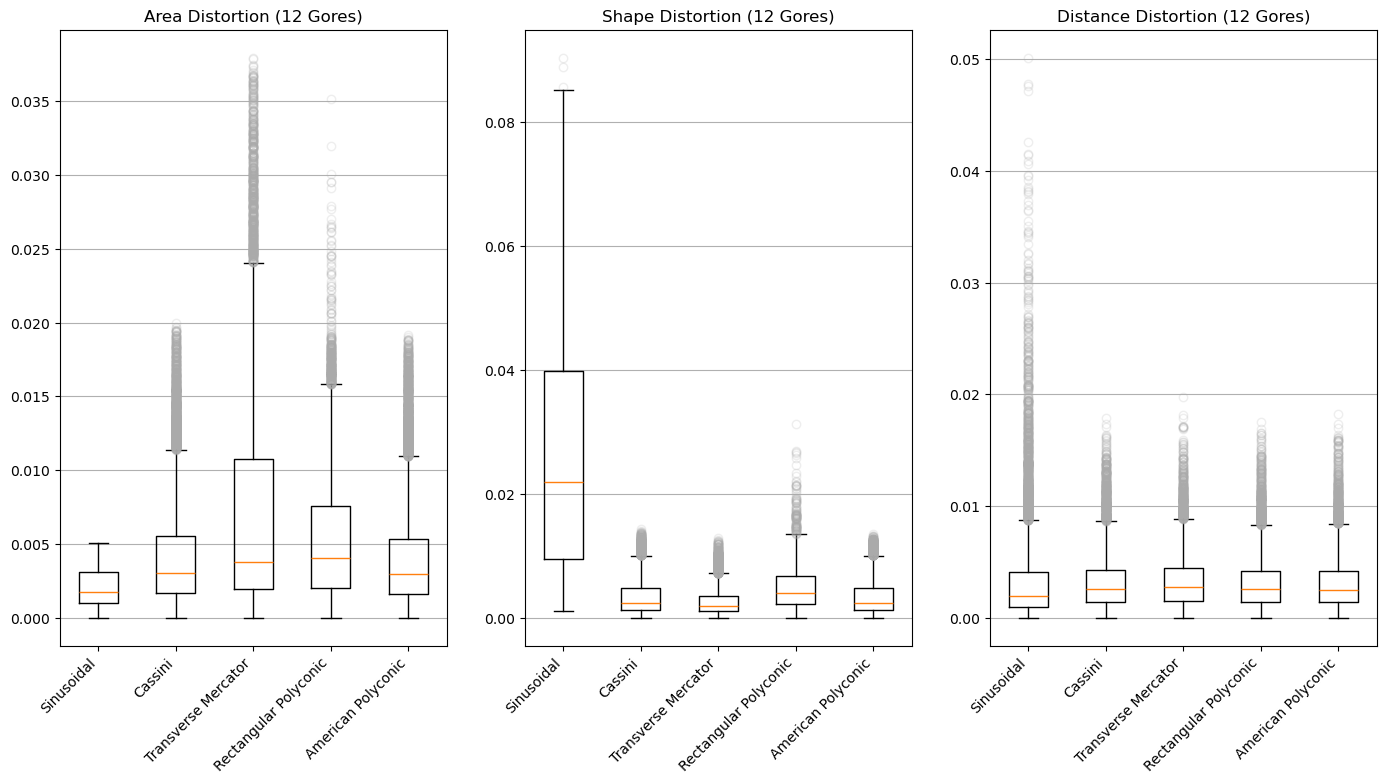 Area Distortion (12 Gores)
0.035
0.030
0.025
0.020
0.015
0.010
0.005
0.000
Sinusoidal
Cassini
Transverse Mercator
Rectangular Polyconic
American Polyconic
Shape Distortion (12 Gores)
0.08
0.06
0.04
0.02
0.00
Sinusoidal
Cassini
Transverse Mercator
Rectangular Polyconic
American Polyconic
Distance Distortion (12 Gores)
0.05
0.04
0.03
0.02
0.01
0.00
Sinusoidal
Cassini
Transverse Mercator
Rectangular Polyconic
American Polyconic